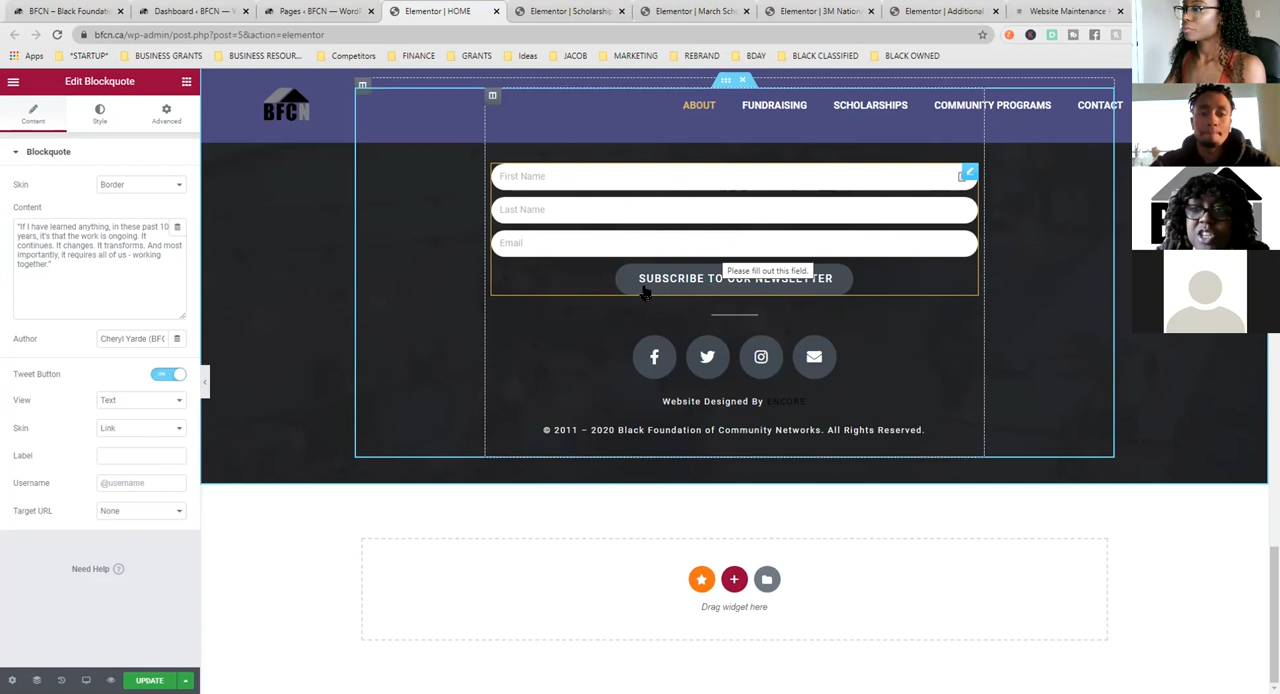 BFCN – Black Foundatio
Dashboard ‹ BFCN — W
Pages ‹ BFCN — WordP
Elementor | HOME
Elementor | Scholarship
Elementor | March Scho
Elementor | 3M Nation
Elementor | Additional
Website Maintenance
bfcn.ca/wp-admin/post.php?post=5&action=elementor
Apps
*STARTUP*
BUSINESS GRANTS
BUSINESS RESOUR...
Competitors
FINANCE
GRANTS
Ideas
JACOB
MARKETING
REBRAND
BDAY
BLACK CLASSIFIED
BLACK OWNED
Edit Blockquote
Content
Style
Advanced
Blockquote
Skin
Border
Content
"If I have learned anything, in these past 10
years, it's that the work is ongoing. It
continues. It changes. It transforms. And most
importantly, it requires all of us - working
together."
Author
Cheryl Yarde (BFC
Tweet Button
ON
View
Text
Skin
Link
Label
Username
@username
Target URL
None
Need Help
UPDATE
BFCN
ABOUT
FUNDRAISING
SCHOLARSHIPS
COMMUNITY PROGRAMS
CONTACT
First Name
Last Name
Email
Please fill out this field.
SUBSCRIBE TO OUR NEWSLETTER
Website Designed By ENCORE
© 2011 – 2020 Black Foundation of Community Networks. All Rights Reserved.
Drag widget here